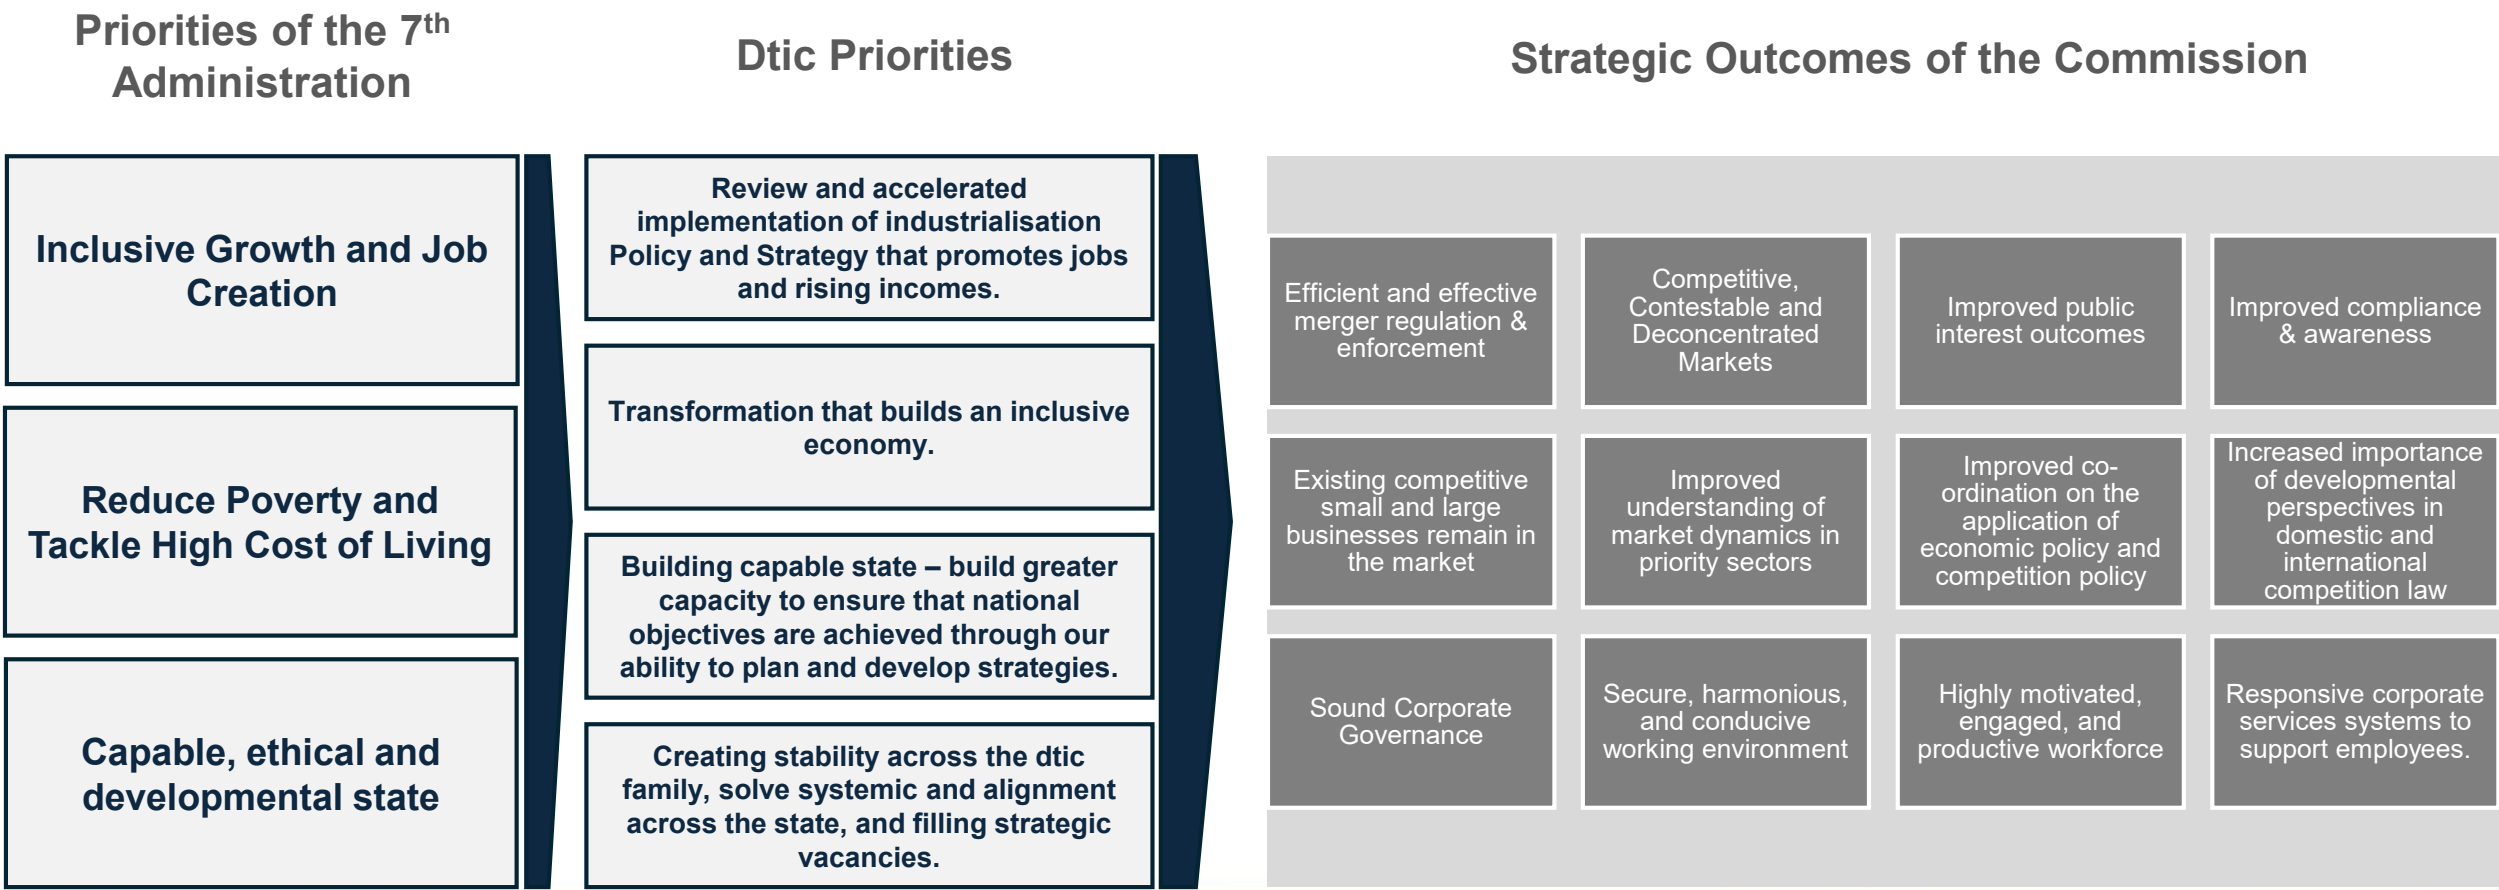 Priorities of the 7th
Administration
Dtic Priorities
Strategic Outcomes of the Commission
Inclusive Growth and Job
Creation
Reduce Poverty and
Tackle High Cost of Living
Capable, ethical and
developmental state
Review and accelerated
implementation of industrialisation
Policy and Strategy that promotes jobs
and rising incomes.
Transformation that builds an inclusive
economy.
Building capable state – build greater
capacity to ensure that national
objectives are achieved through our
ability to plan and develop strategies.
Creating stability across the dtic
family, solve systemic and alignment
across the state, and filling strategic
vacancies.
Efficient and effective
merger regulation &
enforcement
Competitive,
Contestable and
Deconcentrated
Markets
Improved public
interest outcomes
Improved compliance
& awareness
Existing competitive
small and large
businesses remain in
the market
Improved
understanding of
market dynamics in
priority sectors
Improved co-
ordination on the
application of
economic policy and
competition policy
Increased importance
of developmental
perspectives in
domestic and
international
competition law
Sound Corporate
Governance
Secure, harmonious,
and conducive
working environment
Highly motivated,
engaged, and
productive workforce
Responsive corporate
services systems to
support employees.